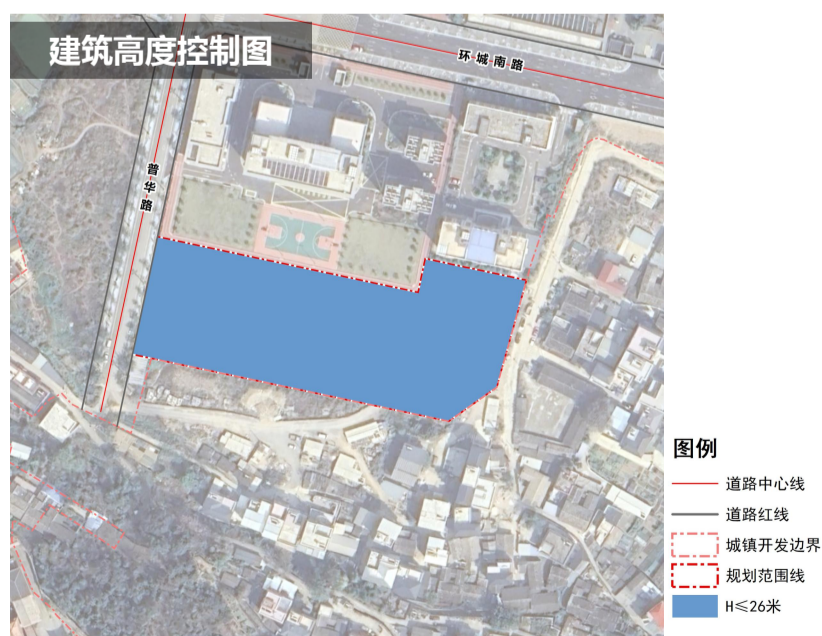 建筑高度控制图
环城南路
普华路
图例
道路中心线
道路红线
城镇开发边界
规划范围线
H≤26米